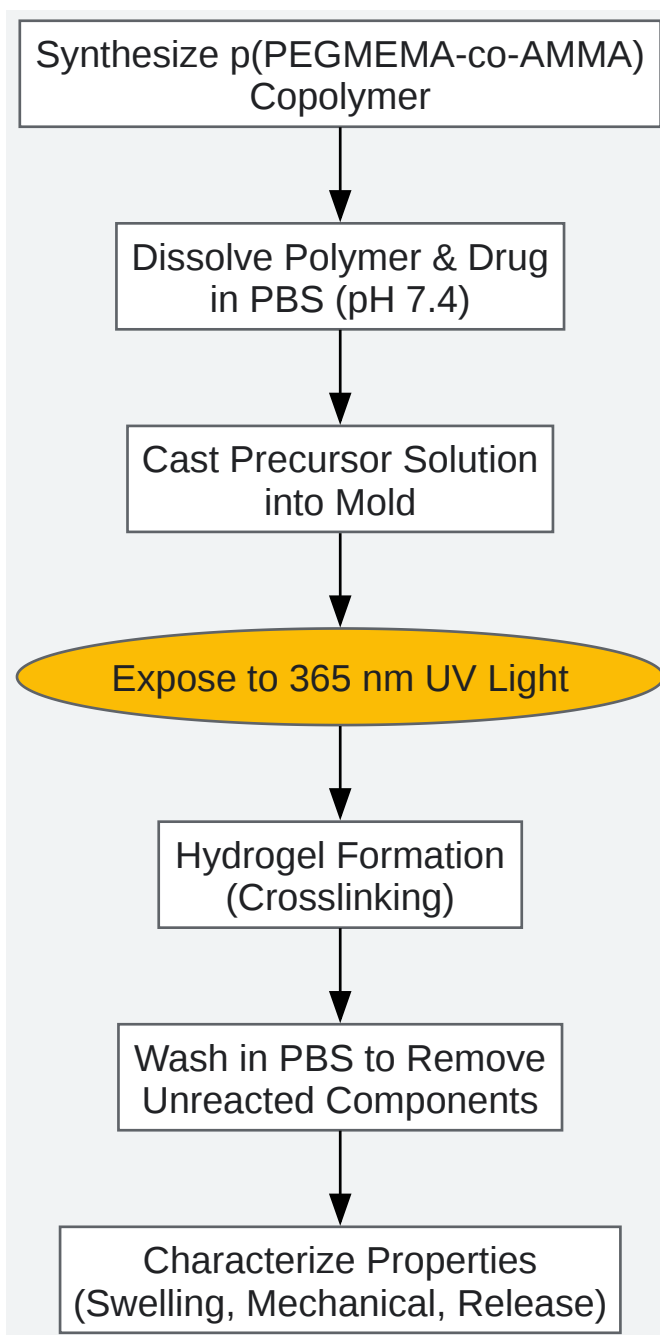 Synthesize p(PEGMEMA-co-AMMA)
Copolymer
Dissolve Polymer & Drug
in PBS (pH 7.4)
Cast Precursor Solution
into Mold
Expose to 365 nm UV Light
Hydrogel Formation
(Crosslinking)
Wash in PBS to Remove
Unreacted Components
Characterize Properties
(Swelling, Mechanical, Release)